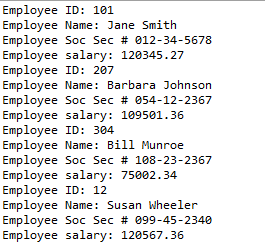 Employee ID: 101
Employee Name: Jane Smith
Employee Soc Sec # 012-34-5678
Employee salary: 120345.27
Employee ID: 207
Employee Name: Barbara Johnson
Employee Soc Sec # 054-12-2367
Employee salary: 109501.36
Employee ID: 304
Employee Name: Bill Munroe
Employee Soc Sec # 108-23-2367
Employee salary: 75002.34
Employee ID: 12
Employee Name: Susan Wheeler
Employee Soc Sec # 099-45-2340
Employee salary: 120567.36